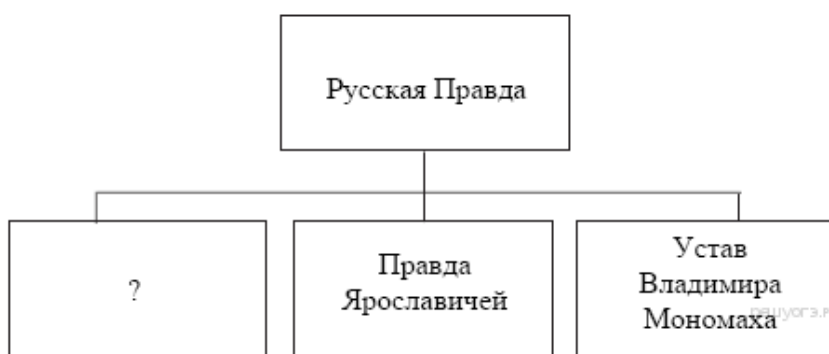 Русская Правда
?
Правда
Ярославичей
Устав
Владимира
Мономаха